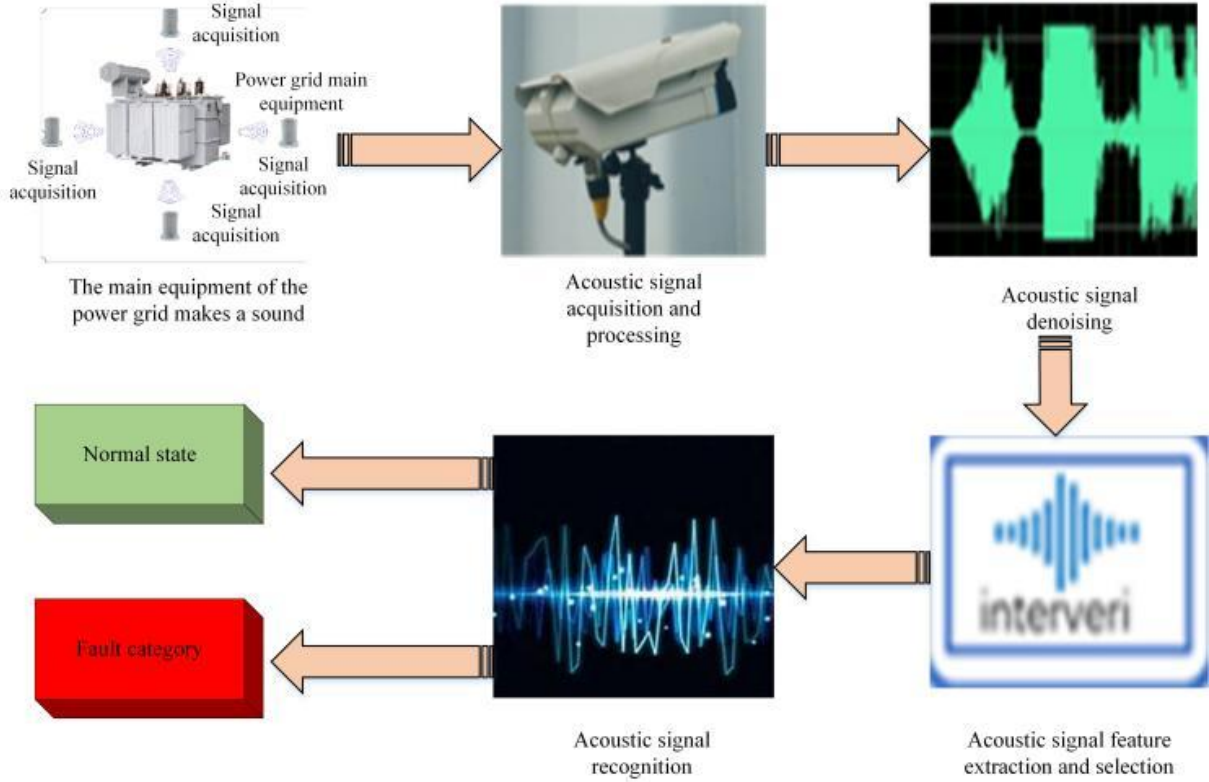 Signal
acquisition
Power grid main
equipment
Signal
acquisition
Signal
acquisition
Signal
acquisition
The main equipment of the
power grid makes a sound
Acoustic signal
acquisition and
processing
Acoustic signal
denoising
Normal state
Fault category
interveri
Acoustic signal
recognition
Acoustic signal feature
extraction and selection